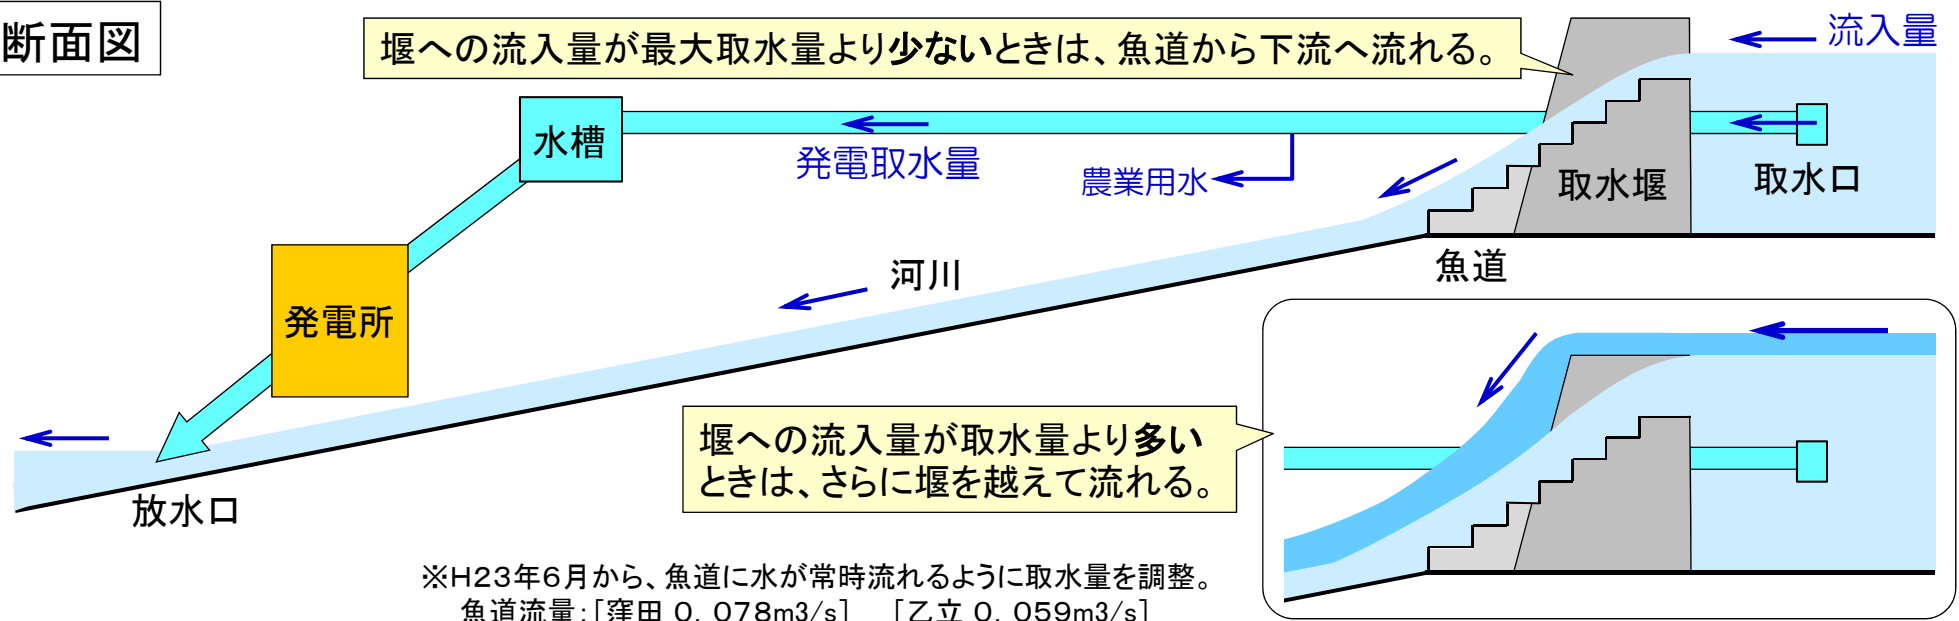 断面図
堰への流入量が最大取水量より少ないときは、魚道から下流へ流れる。
流入量
水槽
発電取水量
農業用水
取水堰
取水口
河川
魚道
発電所
堰への流入量が取水量より多い
ときは、さらに堰を越えて流れる。
放水口
※H23年6月から、魚道に水が常時流れるように取水量を調整。
魚道流量:[窪田 0. 078m3/s] [乙立 0. 059m3/s]